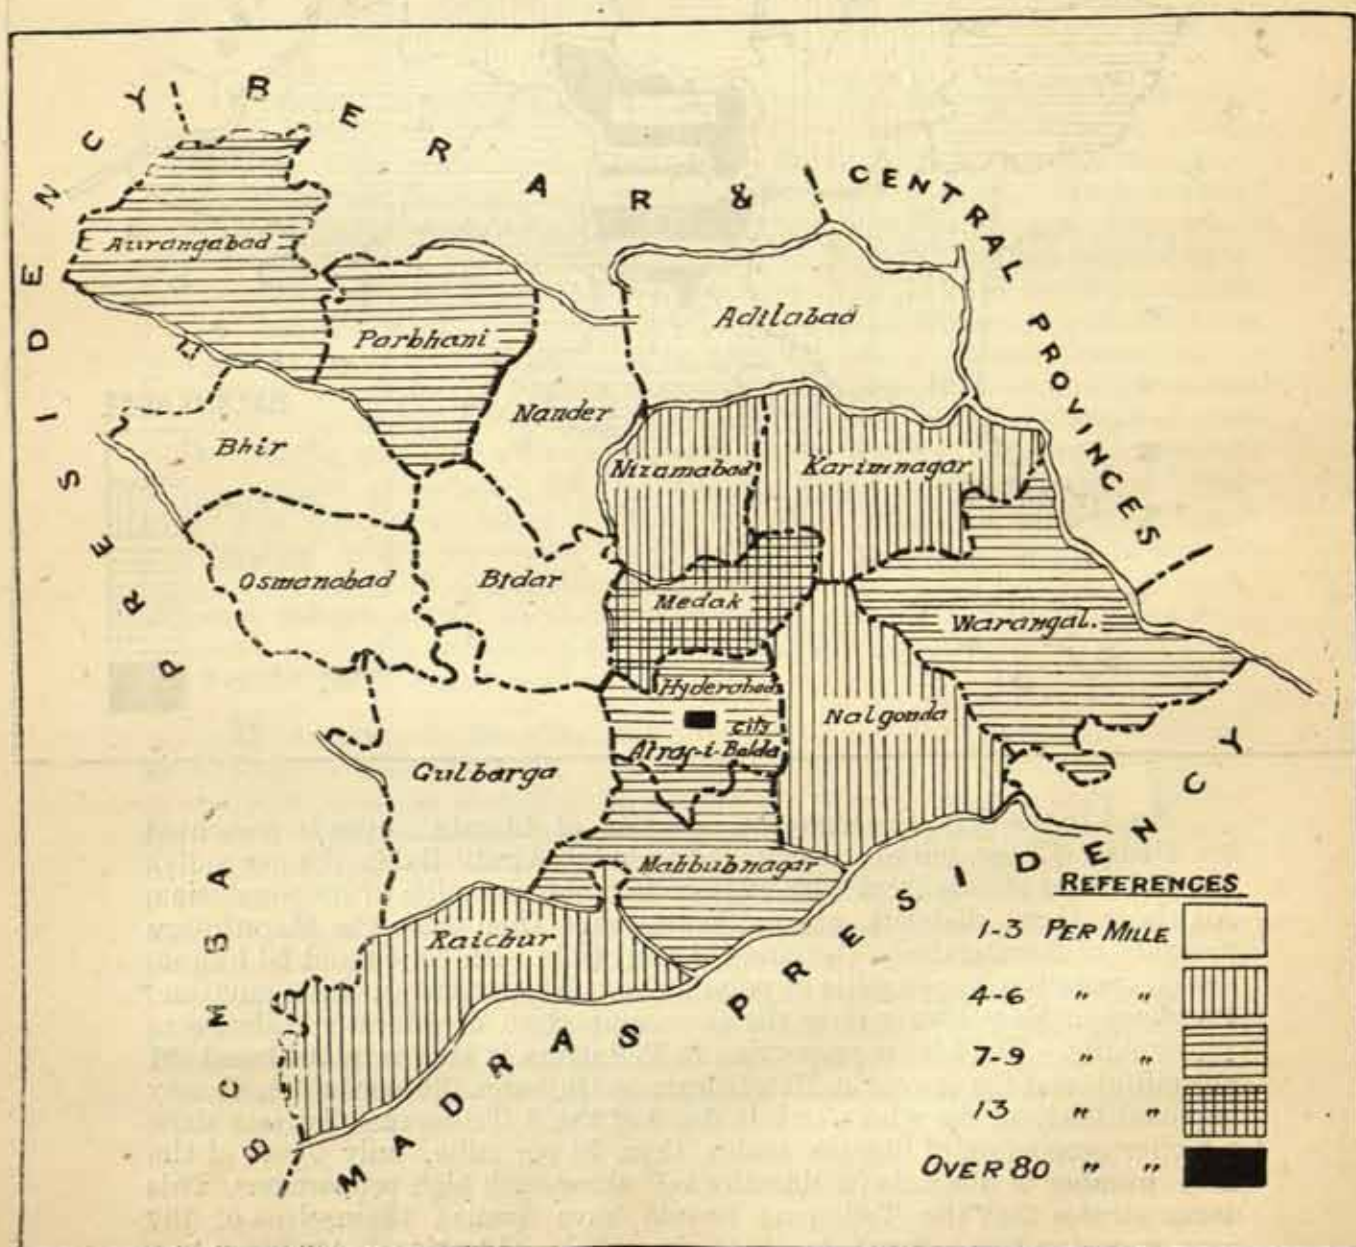 BERAR & CENTRAL PROVINCES
BOMBAY PRESIDENCY
Aurangabad
Parbhani
Adilabad
Nander
Bhir
Nizamabad
Karimnagar
Osmanabad
Bidar
Medak
Warangal.
Hyderabad
City
Atraf-i-Balda
Nalgonda
Gulbarga
Mahbubnagar
Raichur
MADRAS PRESIDENCY
REFERENCES
1-3 PER MILLE
4-6 " "
7-9 " "
13 " "
OVER 80 " "